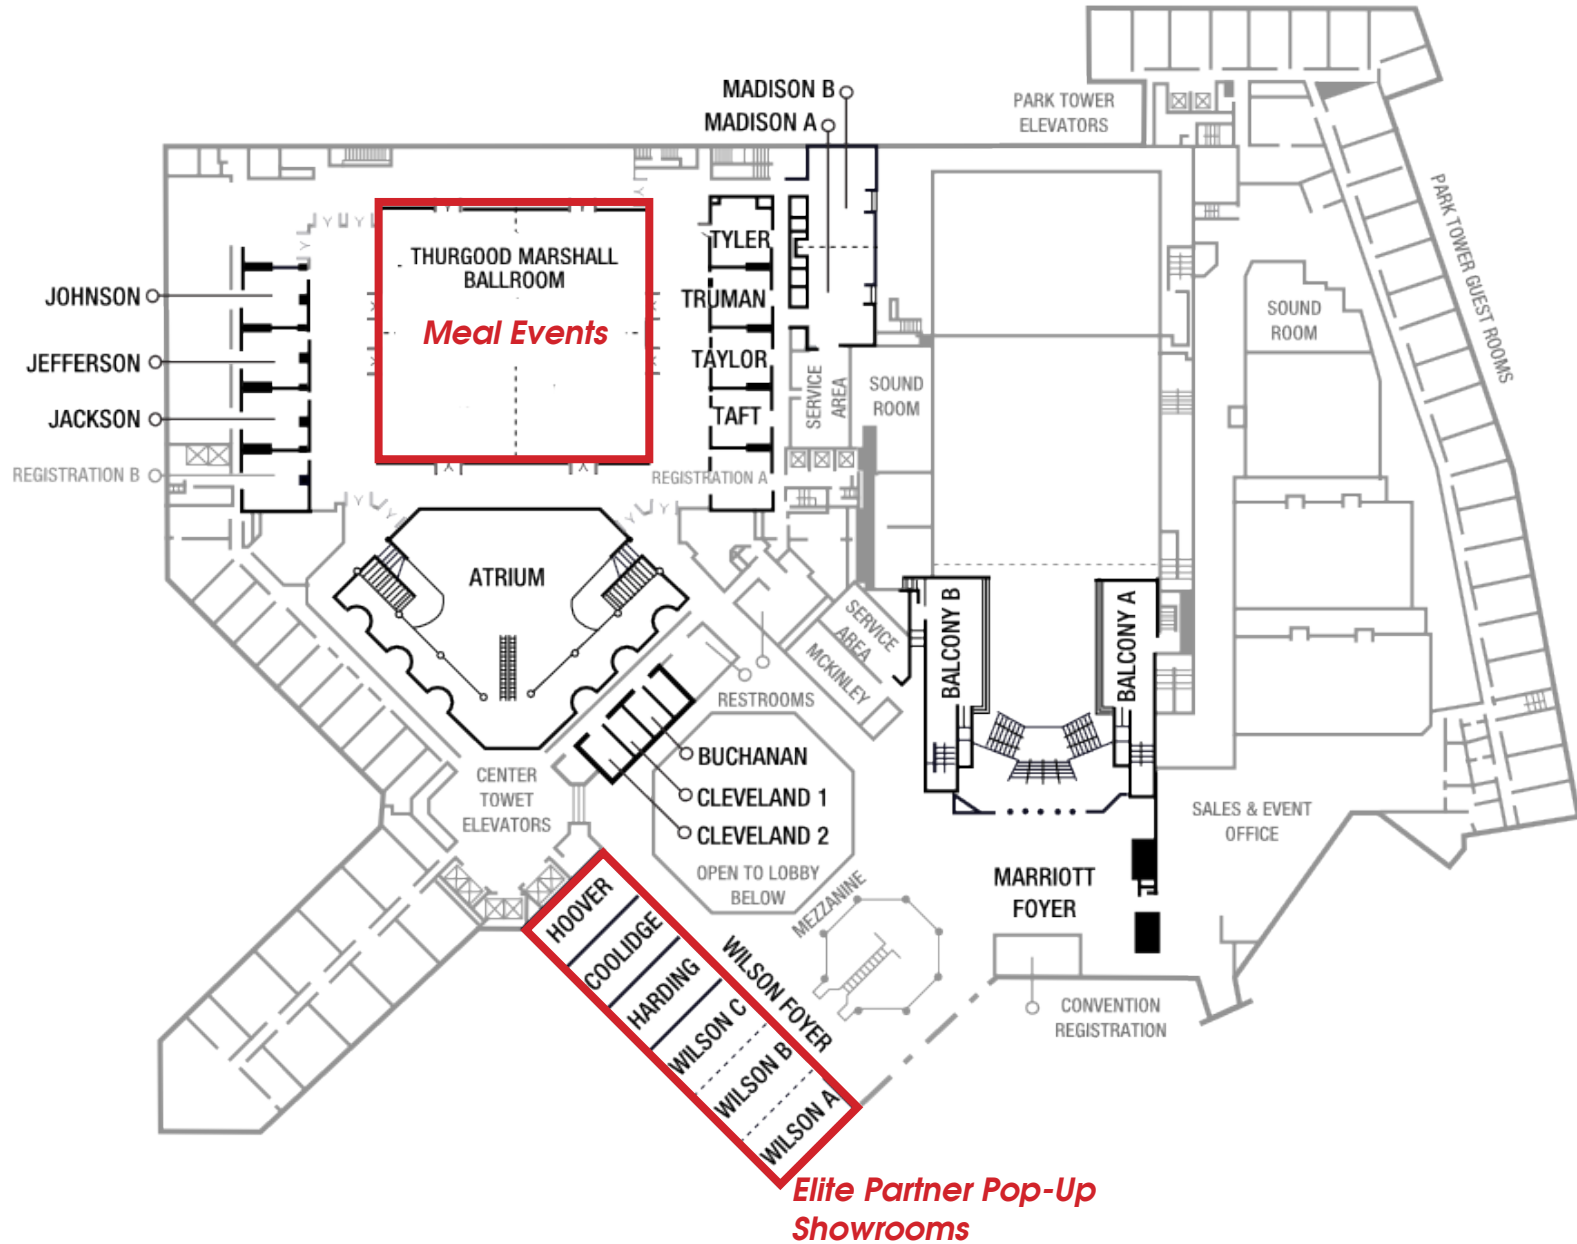 MADISON B
MADISON A
PARK TOWER
ELEVATORS
PARK TOWER GUEST ROOMS
THURGOOD MARSHALL
BALLROOM
Meal Events
TYLER
TRUMAN
TAYLOR
TAFT
JOHNSON
JEFFERSON
JACKSON
REGISTRATION B
REGISTRATION A
SERVICE
AREA
SOUND
ROOM
SOUND
ROOM
ATRIUM
SERVICE
AREA
MCKINLEY
BALCONY B
BALCONY A
RESTROOMS
BUCHANAN
CLEVELAND 1
CLEVELAND 2
CENTER
TOWET
ELEVATORS
OPEN TO LOBBY
BELOW
SALES & EVENT
OFFICE
MARRIOTT
FOYER
MEZZANINE
HOOVER
COOLIDGE
HARDING
WILSON C
WILSON B
WILSON A
WILSON FOYER
CONVENTION
REGISTRATION
Elite Partner Pop-Up
Showrooms